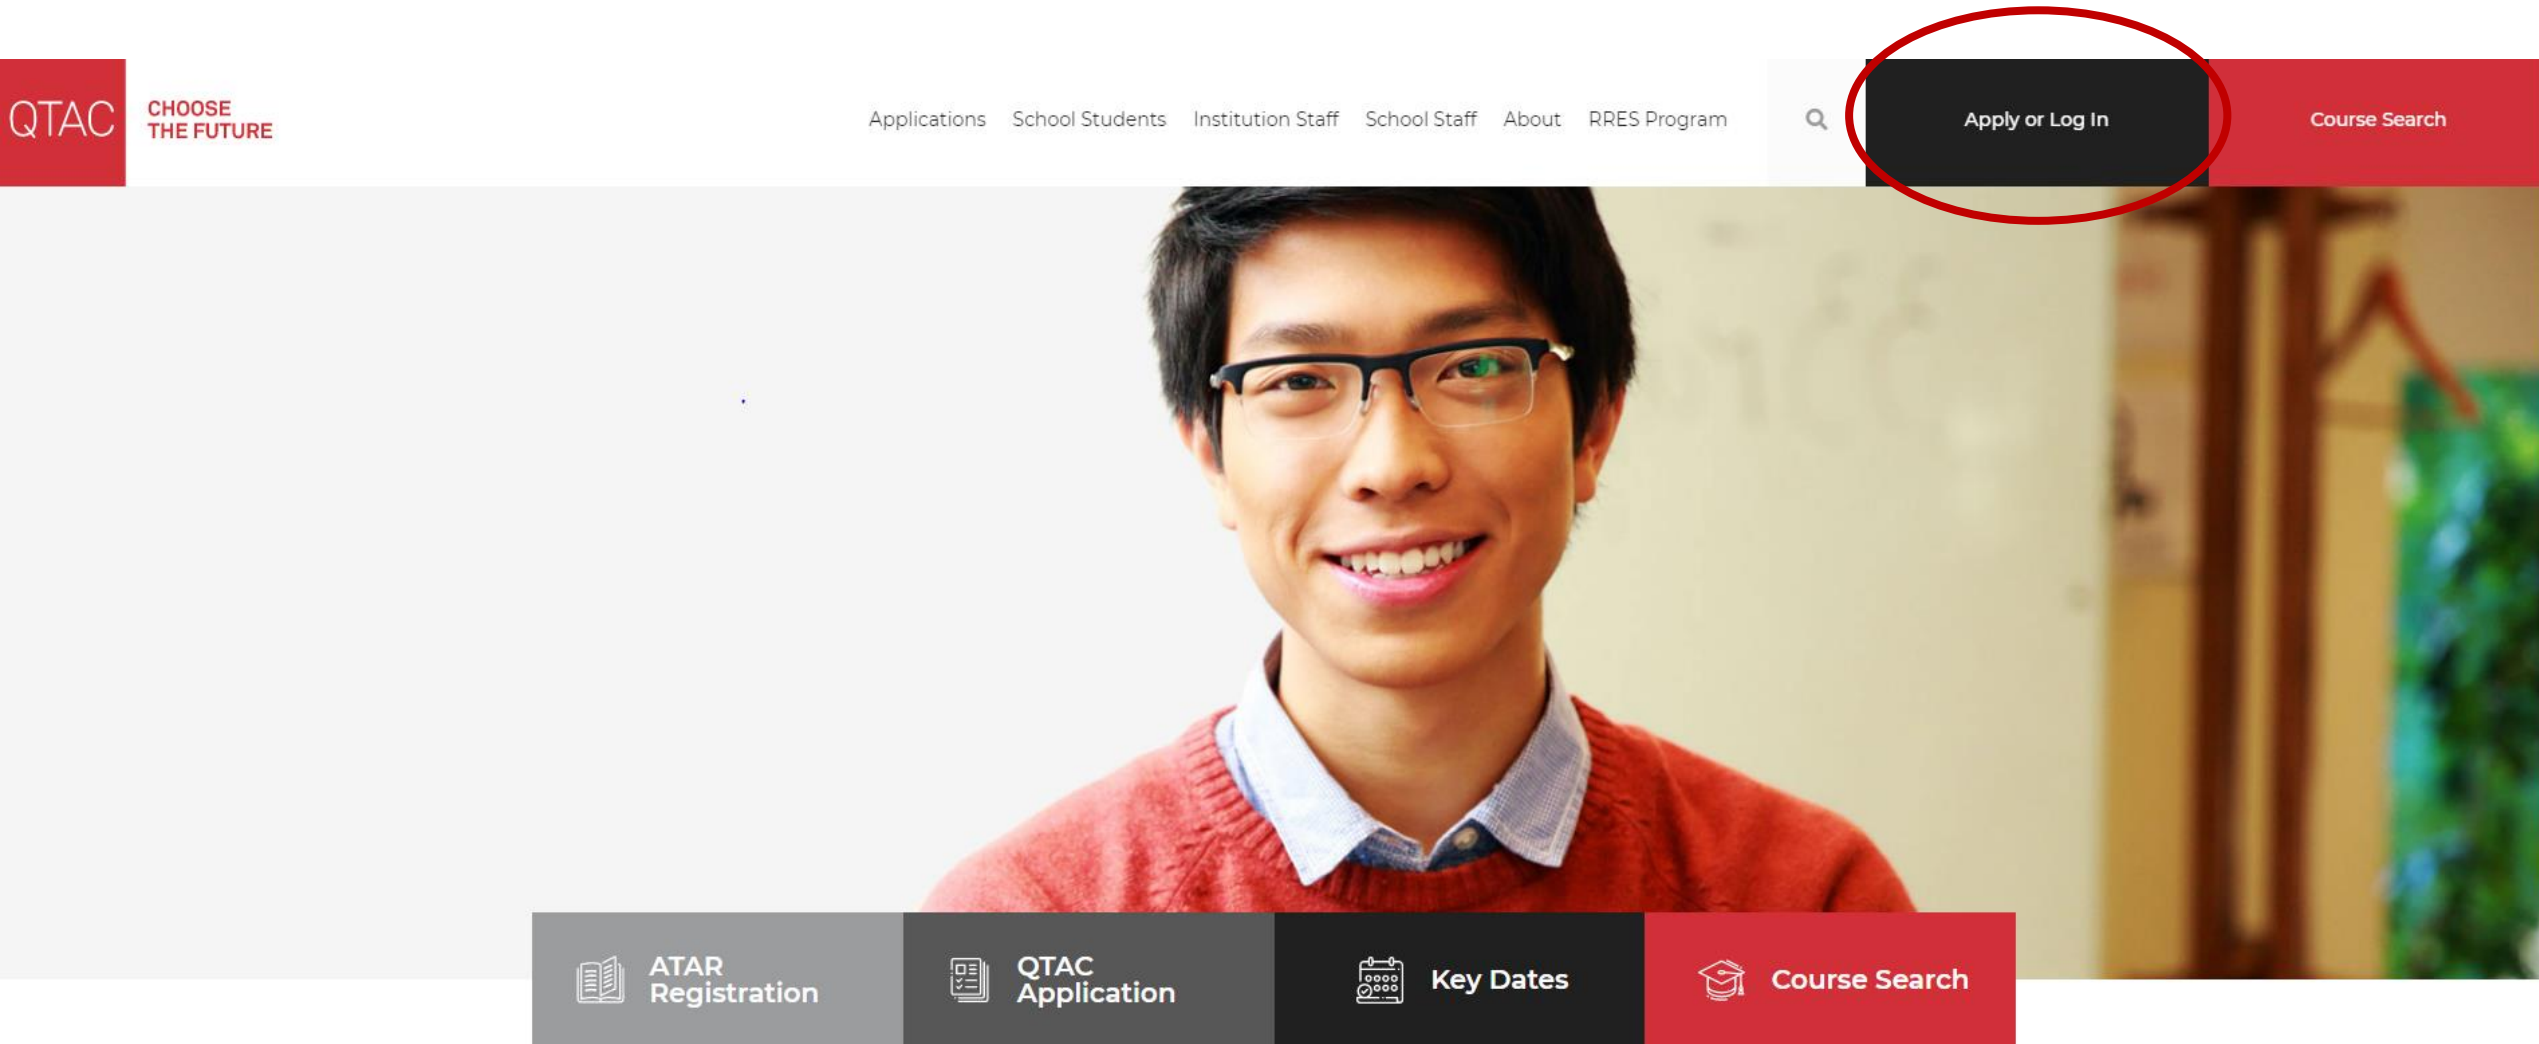 QTAC
CHOOSE
THE FUTURE
Applications School Students Institution Staff School Staff About RRES Program
Apply or Log In
Course Search
ATAR
Registration
QTAC
Application
Key Dates
Course Search